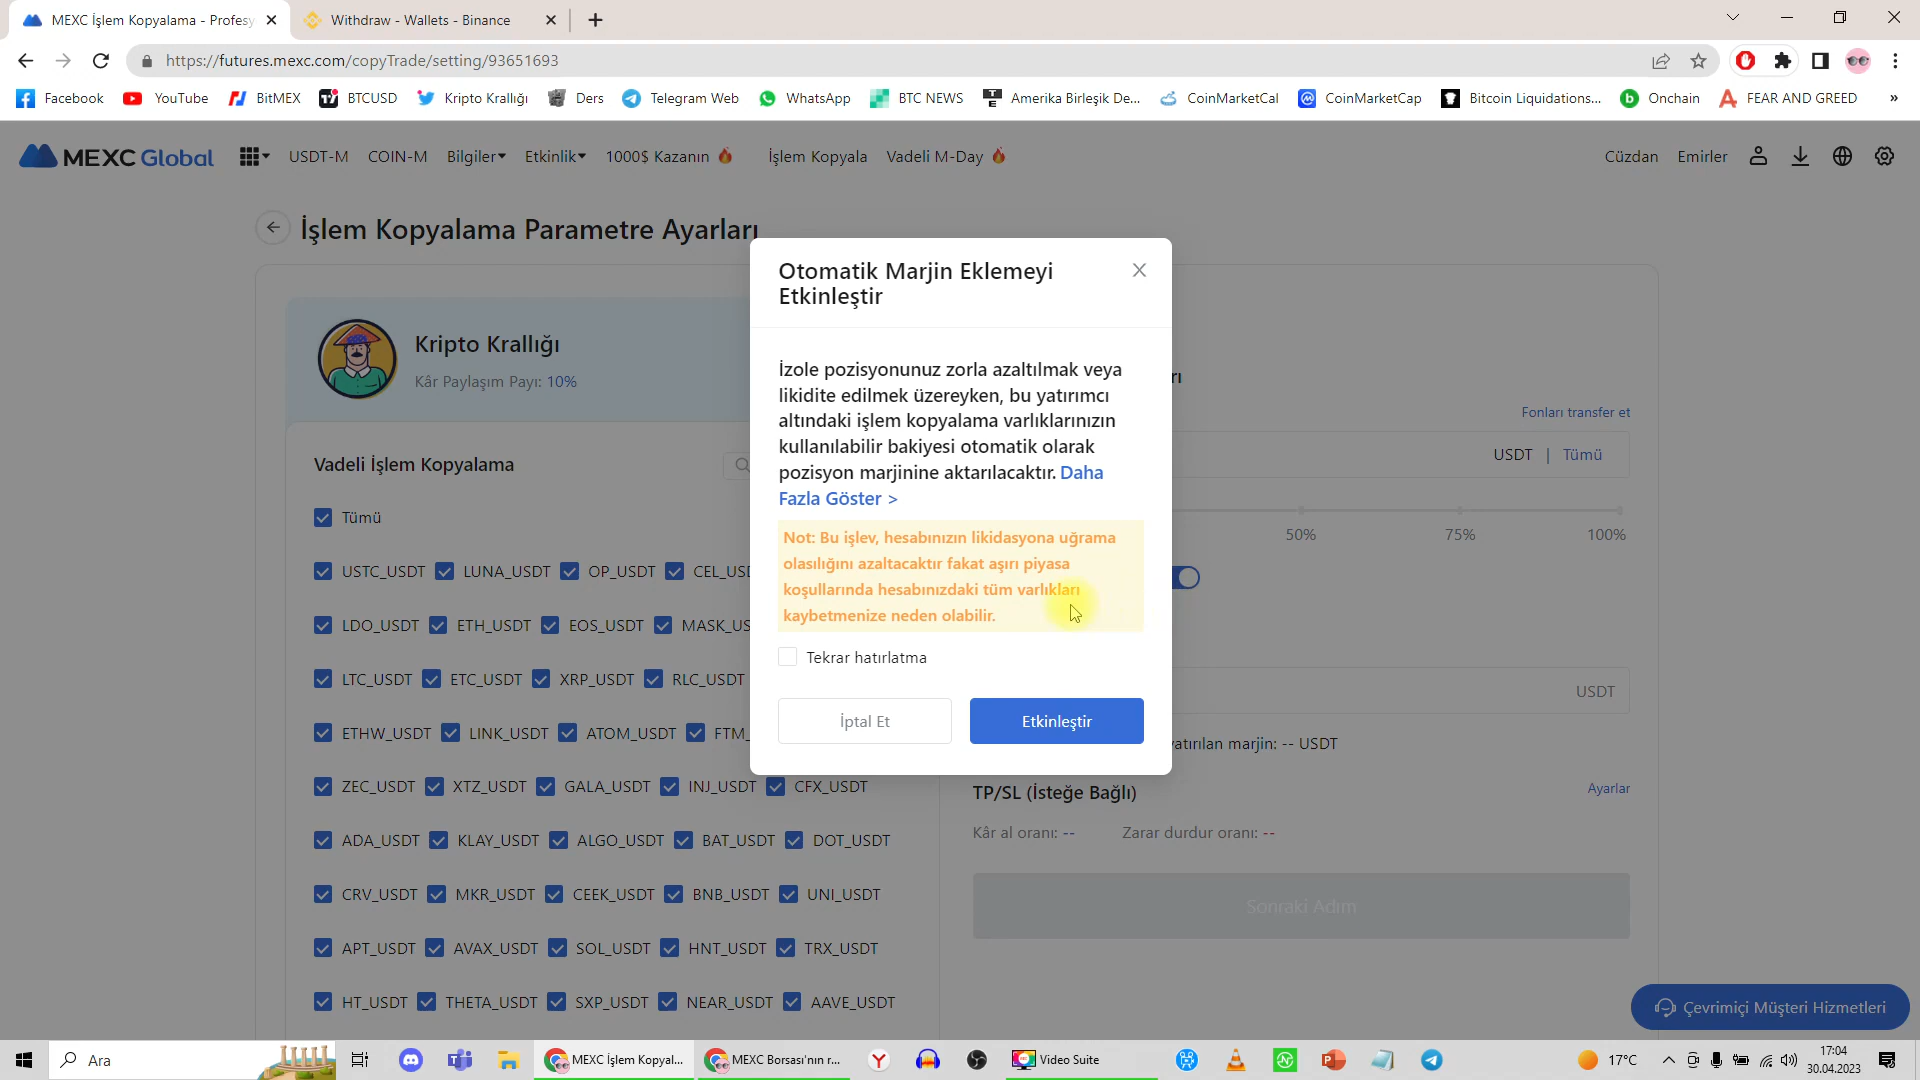 MEXC İşlem Kopyalama - Profesy
Withdraw - Wallets - Binance
https://futures.mexc.com/copyTrade/setting/93651693
Facebook
YouTube
BitMEX
BTCUSD
Kripto Krallığı
Ders
Telegram Web
WhatsApp
BTC NEWS
Amerika Birleşik De...
CoinMarketCal
CoinMarketCap
Bitcoin Liquidations...
Onchain
FEAR AND GREED
»
MEXC Global
USDT-M
COIN-M
Bilgiler
Etkinlik
1000$ Kazanın
İşlem Kopyala
Vadeli M-Day
Cüzdan
Emirler
İşlem Kopyalama Parametre Ayarları
Kripto Krallığı
Kâr Paylaşım Payı: 10%
Vadeli İşlem Kopyalama
Tümü
USTC_USDT LUNA_USDT OP_USDT CEL_USD
LDO_USDT ETH_USDT EOS_USDT MASK_US
LTC_USDT ETC_USDT XRP_USDT RLC_USDT
ETHW_USDT LINK_USDT ATOM_USDT FTM_
ZEC_USDT XTZ_USDT GALA_USDT INJ_USDT CFX_USDT
ADA_USDT KLAY_USDT ALGO_USDT BAT_USDT DOT_USDT
CRV_USDT MKR_USDT CEEK_USDT BNB_USDT UNI_USDT
APT_USDT AVAX_USDT SOL_USDT HNT_USDT TRX_USDT
HT_USDT THETA_USDT SXP_USDT NEAR_USDT AAVE_USDT
Otomatik Marjin Eklemeyi
Etkinleştir
İzole pozisyonunuz zorla azaltılmak veya
likidite edilmek üzereyken, bu yatırımcı
altındaki işlem kopyalama varlıklarınızın
kullanılabilir bakiyesi otomatik olarak
pozisyon marjinine aktarılacaktır. Daha
Fazla Göster >
Not: Bu işlev, hesabınızın likidasyona uğrama
olasılığını azaltacaktır fakat aşırı piyasa
koşullarında hesabınızdaki tüm varlıkları
kaybetmenize neden olabilir.
Tekrar hatırlatma
İptal Et
Etkinleştir
rı
Fonları transfer et
USDT | Tümü
50% 75% 100%
USDT
atırılan marjin: -- USDT
TP/SL (İsteğe Bağlı)
Ayarlar
Kâr al oranı: -- Zarar durdur oranı: --
Sonraki Adım
Çevrimiçi Müşteri Hizmetleri
Ara
MEXC İşlem Kopyal...
MEXC Borsası'nın r...
Video Suite
17°C
17:04
30.04.2023